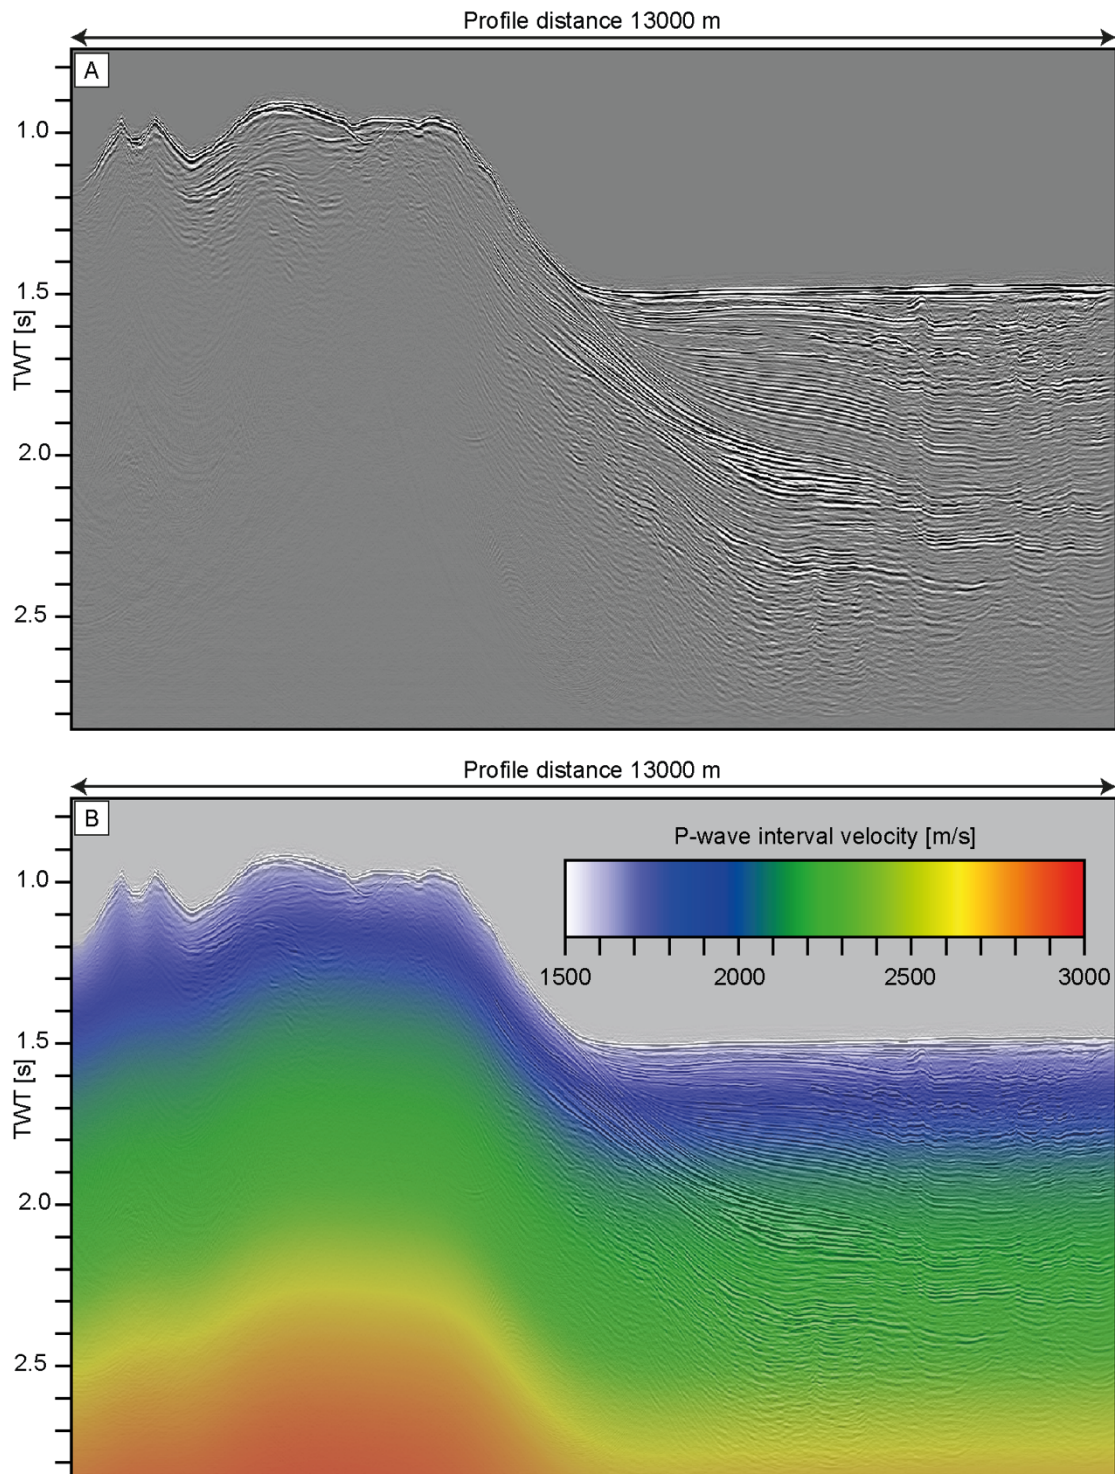 Profile distance 13000 m
A
1.0
1.5
TWT [s]
2.0
2.5
Profile distance 13000 m
B
P-wave interval velocity [m/s]
1500 2000 2500 3000
1.0
1.5
TWT [s]
2.0
2.5